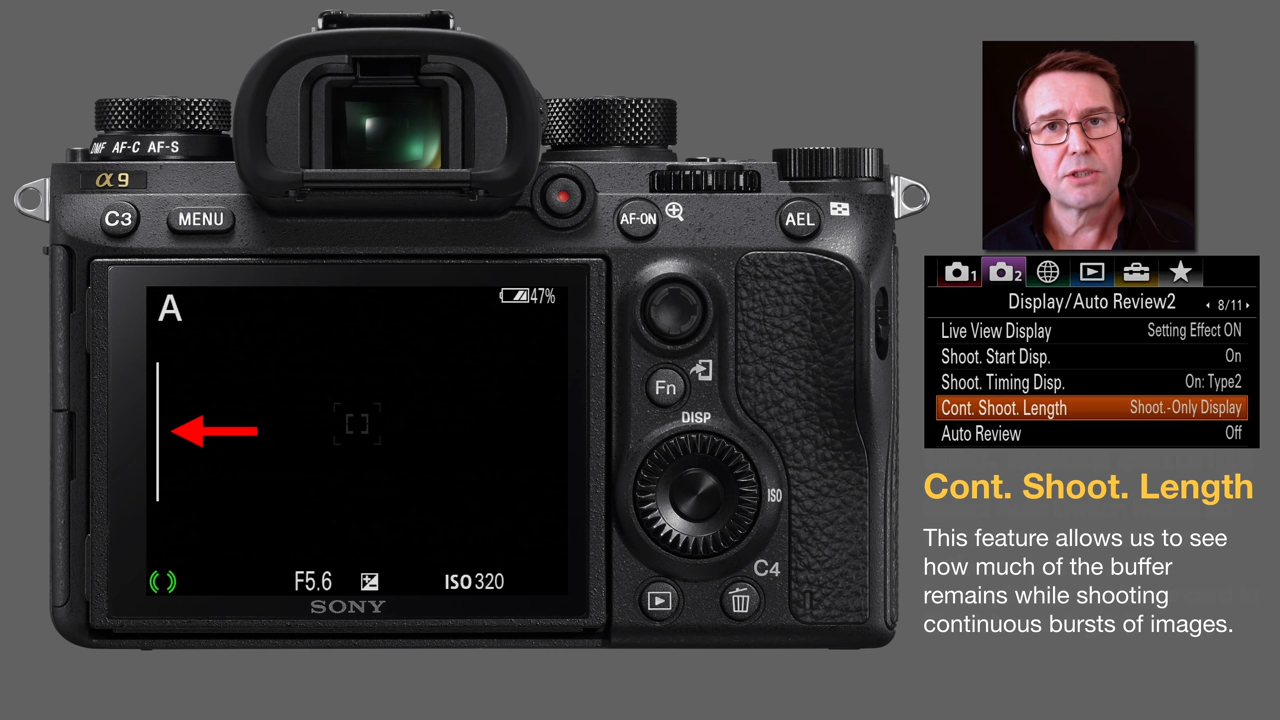 DMF AF-C AF-S
α9
C3
MENU
AF-ON
AEL
A
47%
Fn
DISP
ISO
C4
F5.6
ISO 320
SONY
1
2
Display/Auto Review2
8/11
Live View Display Setting Effect ON
Shoot. Start Disp. On
Shoot. Timing Disp. On: Type2
Cont. Shoot. Length Shoot.-Only Display
Auto Review Off
Cont. Shoot. Length
This feature allows us to see
how much of the buffer
remains while shooting
continuous bursts of images.